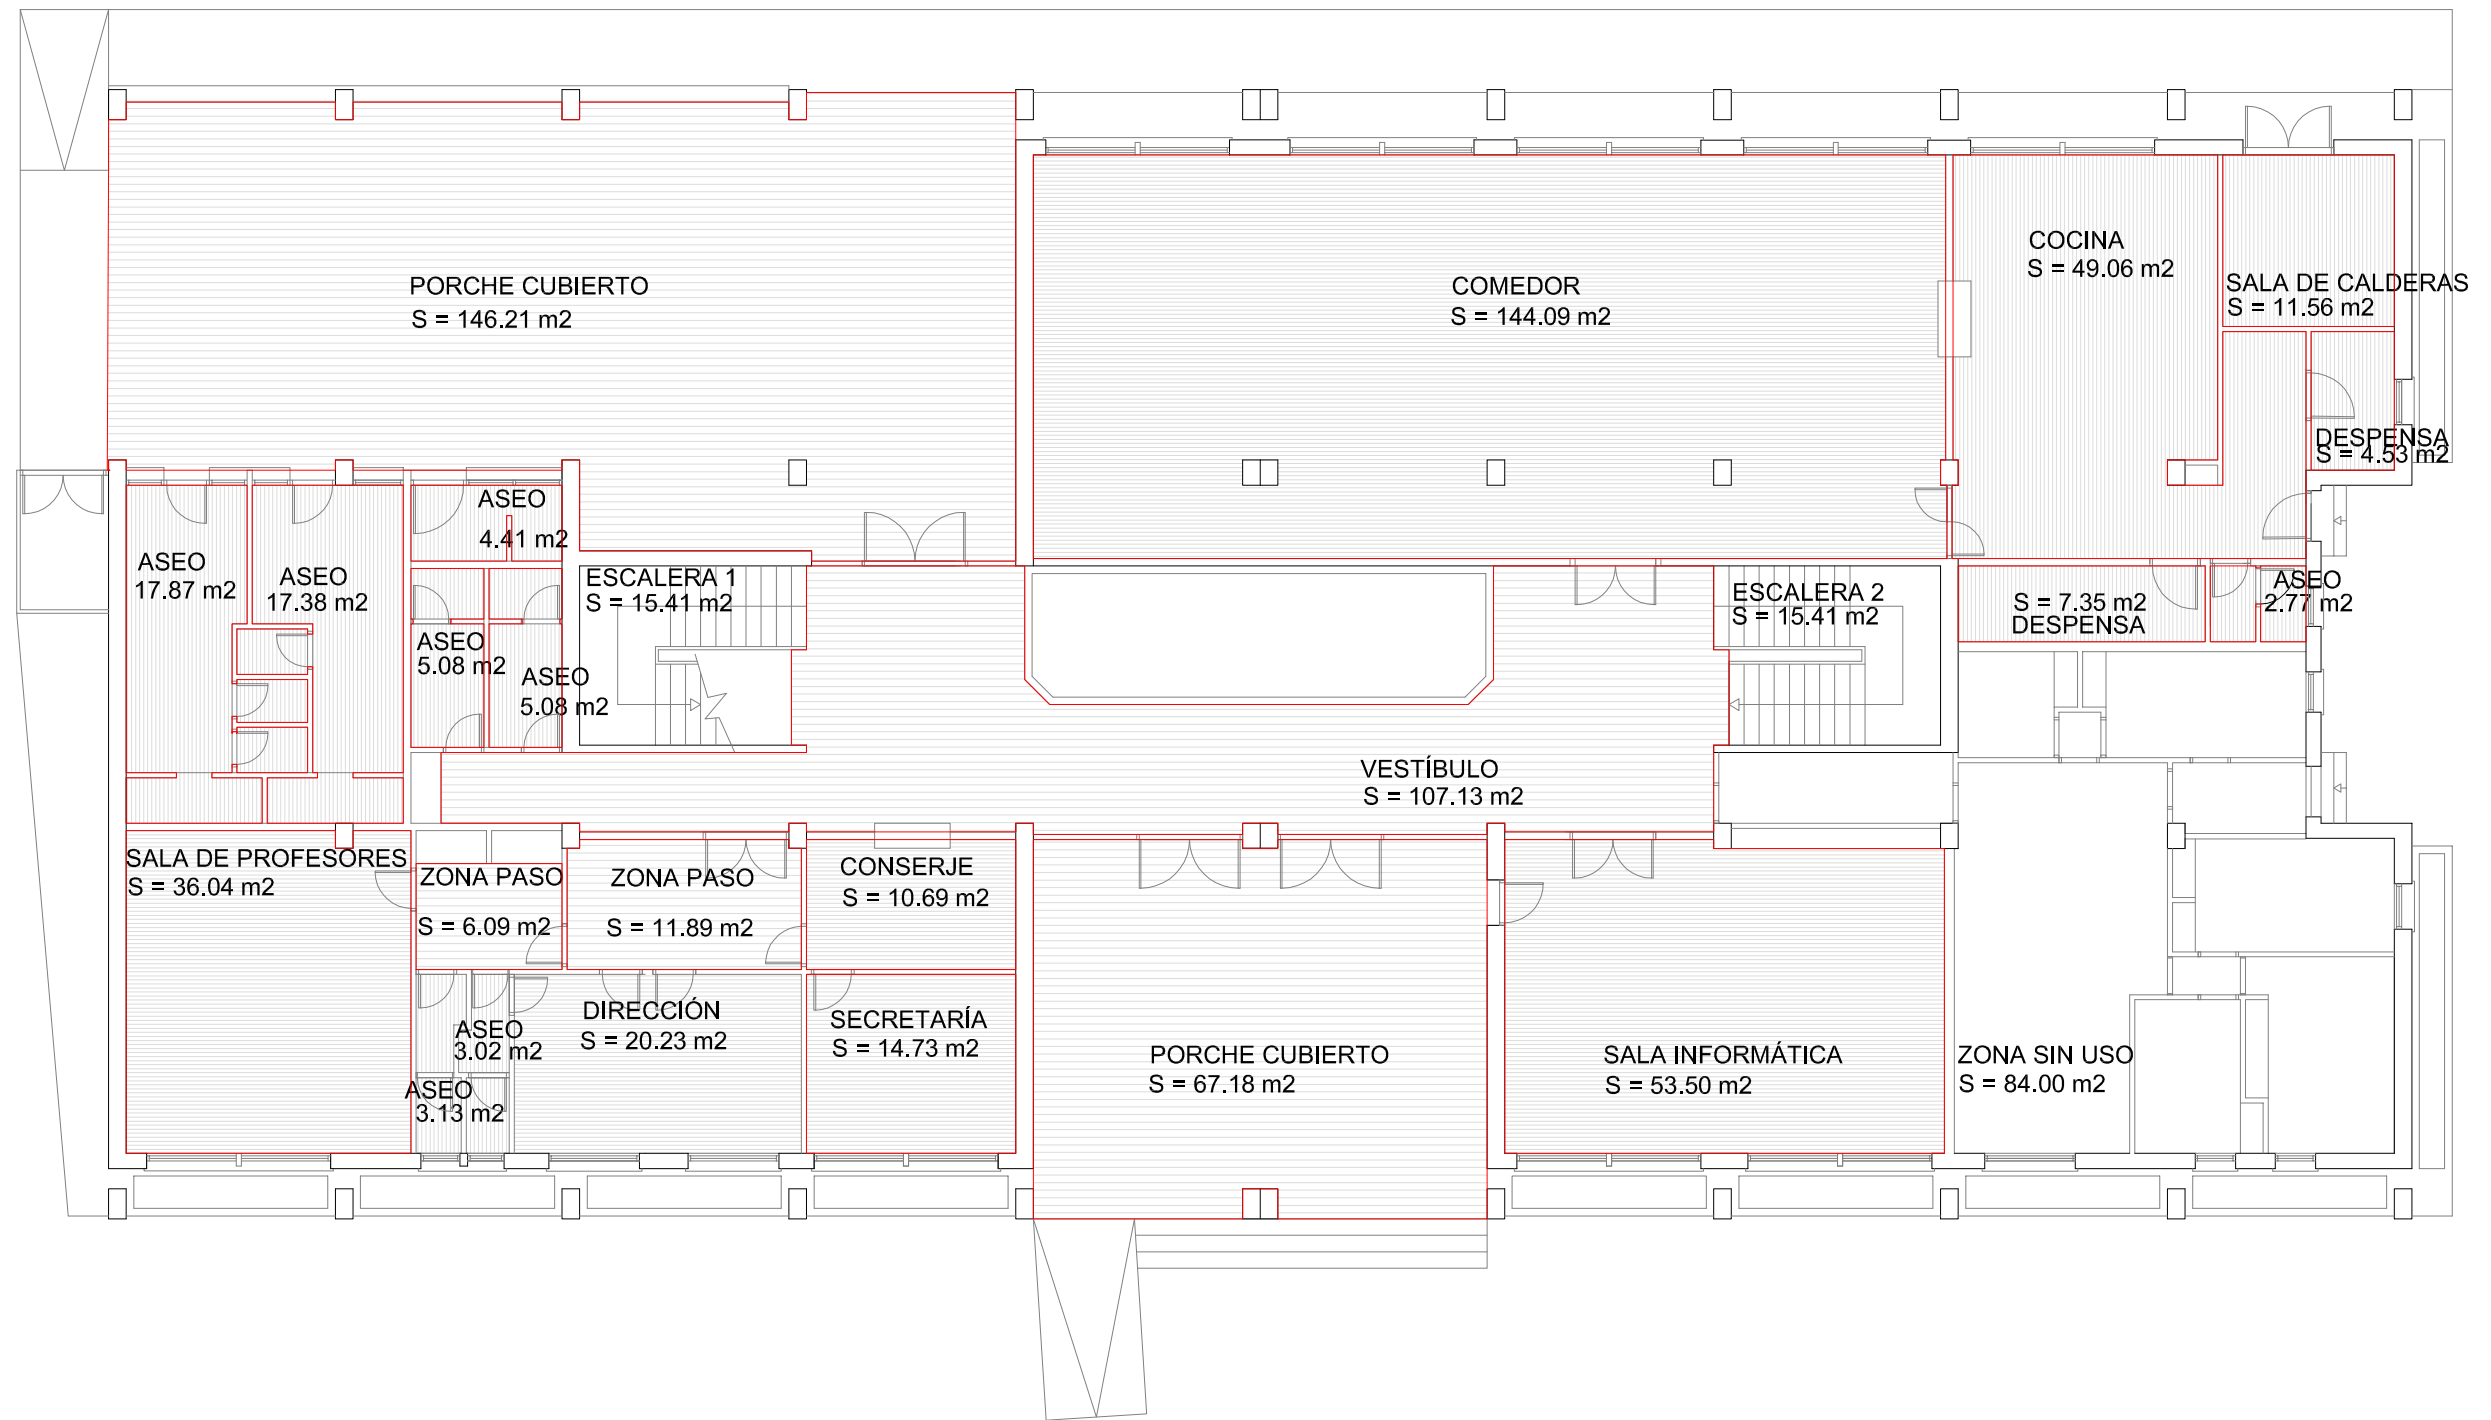 PORCHE CUBIERTO
S = 146.21 m2
COMEDOR
S = 144.09 m2
COCINA
S = 49.06 m2
SALA DE CALDERAS
S = 11.56 m2
DESPENSA
S = 4.53 m2
ASEO
4.41 m2
ASEO
17.87 m2
ASEO
17.38 m2
ESCALERA 1
S = 15.41 m2
ESCALERA 2
S = 15.41 m2
S = 7.35 m2
DESPENSA
ASEO
2.77 m2
ASEO
5.08 m2
ASEO
5.08 m2
VESTÍBULO
S = 107.13 m2
SALA DE PROFESORES
S = 36.04 m2
ZONA PASO
S = 6.09 m2
ZONA PASO
S = 11.89 m2
CONSERJE
S = 10.69 m2
ASEO
3.02 m2
ASEO
3.13 m2
DIRECCIÓN
S = 20.23 m2
SECRETARÍA
S = 14.73 m2
PORCHE CUBIERTO
S = 67.18 m2
SALA INFORMÁTICA
S = 53.50 m2
ZONA SIN USO
S = 84.00 m2